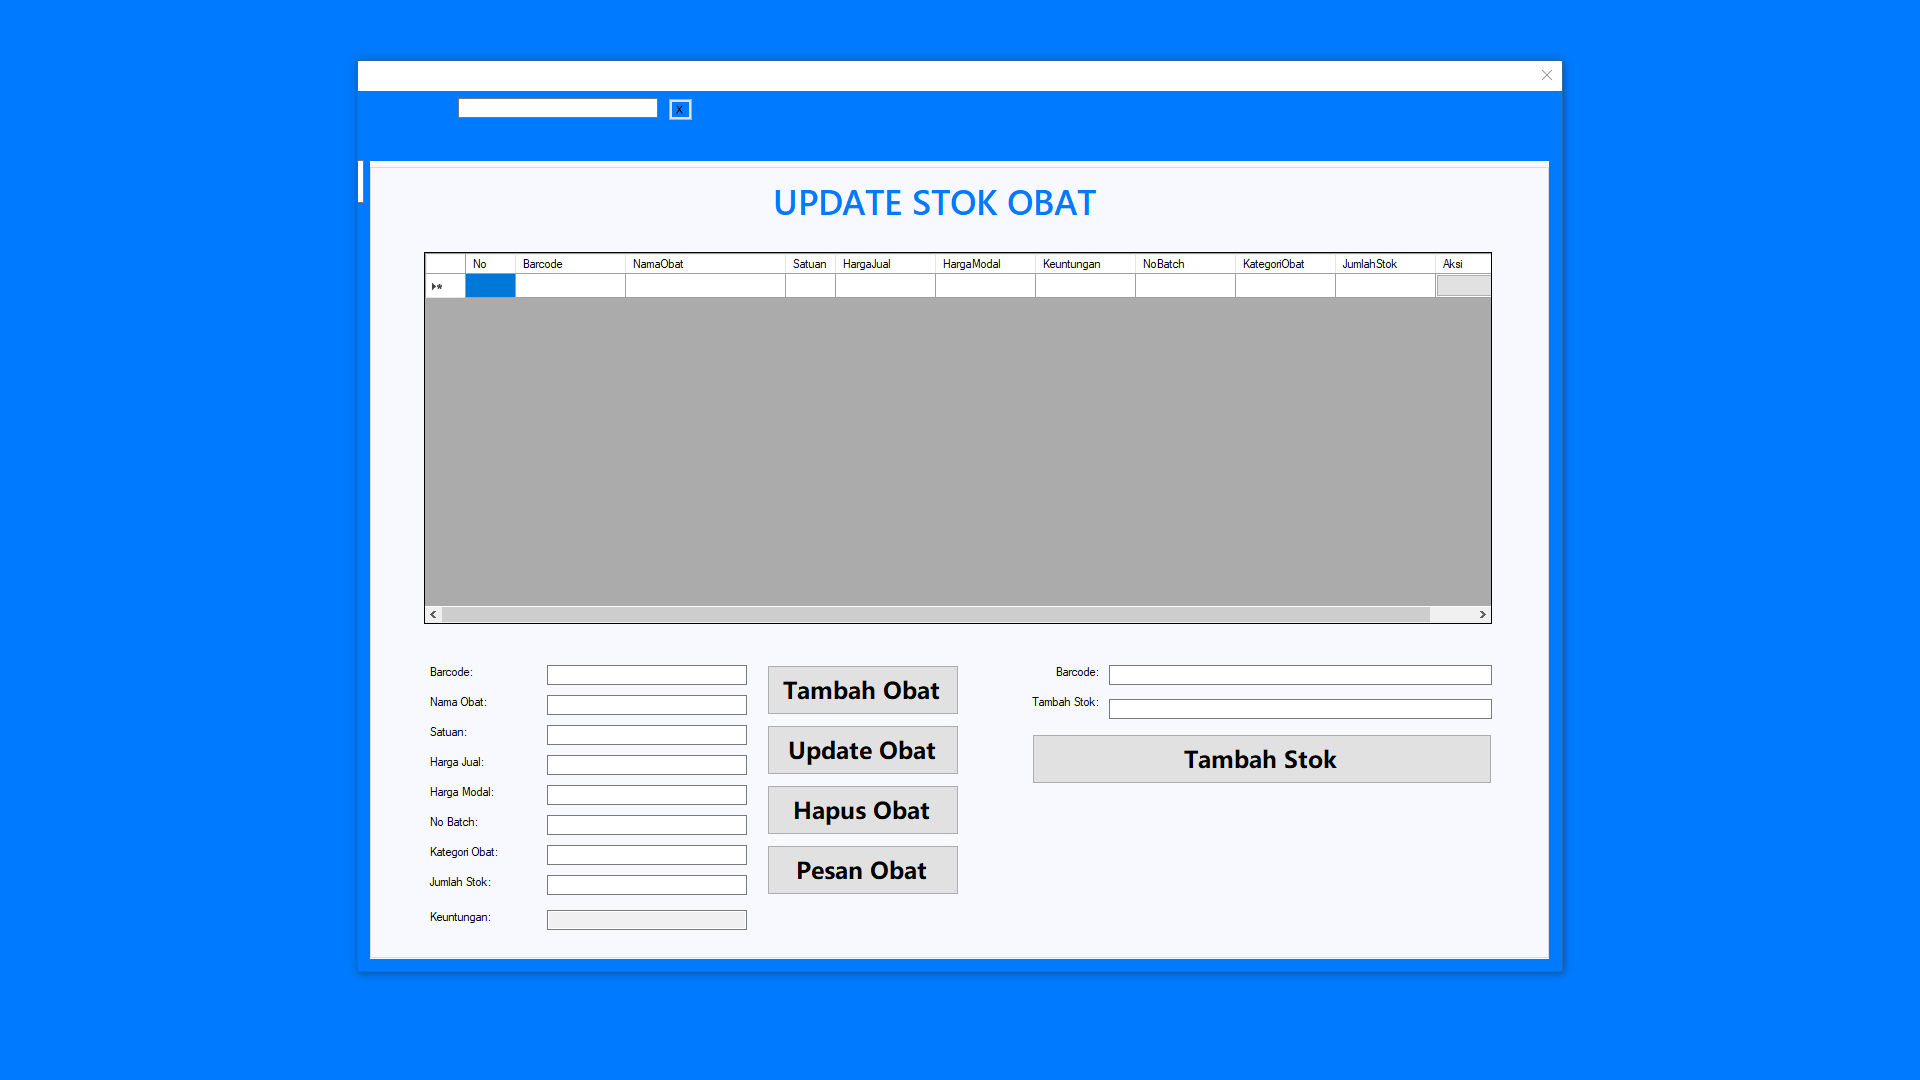 X
UPDATE STOK OBAT
No Barcode NamaObat Satuan HargaJual HargaModal Keuntungan NoBatch KategoriObat JumlahStok Aksi
Barcode:
Nama Obat:
Satuan:
Harga Jual:
Harga Modal:
No Batch:
Kategori Obat:
Jumlah Stok:
Keuntungan:
Tambah Obat
Update Obat
Hapus Obat
Pesan Obat
Barcode:
Tambah Stok:
Tambah Stok